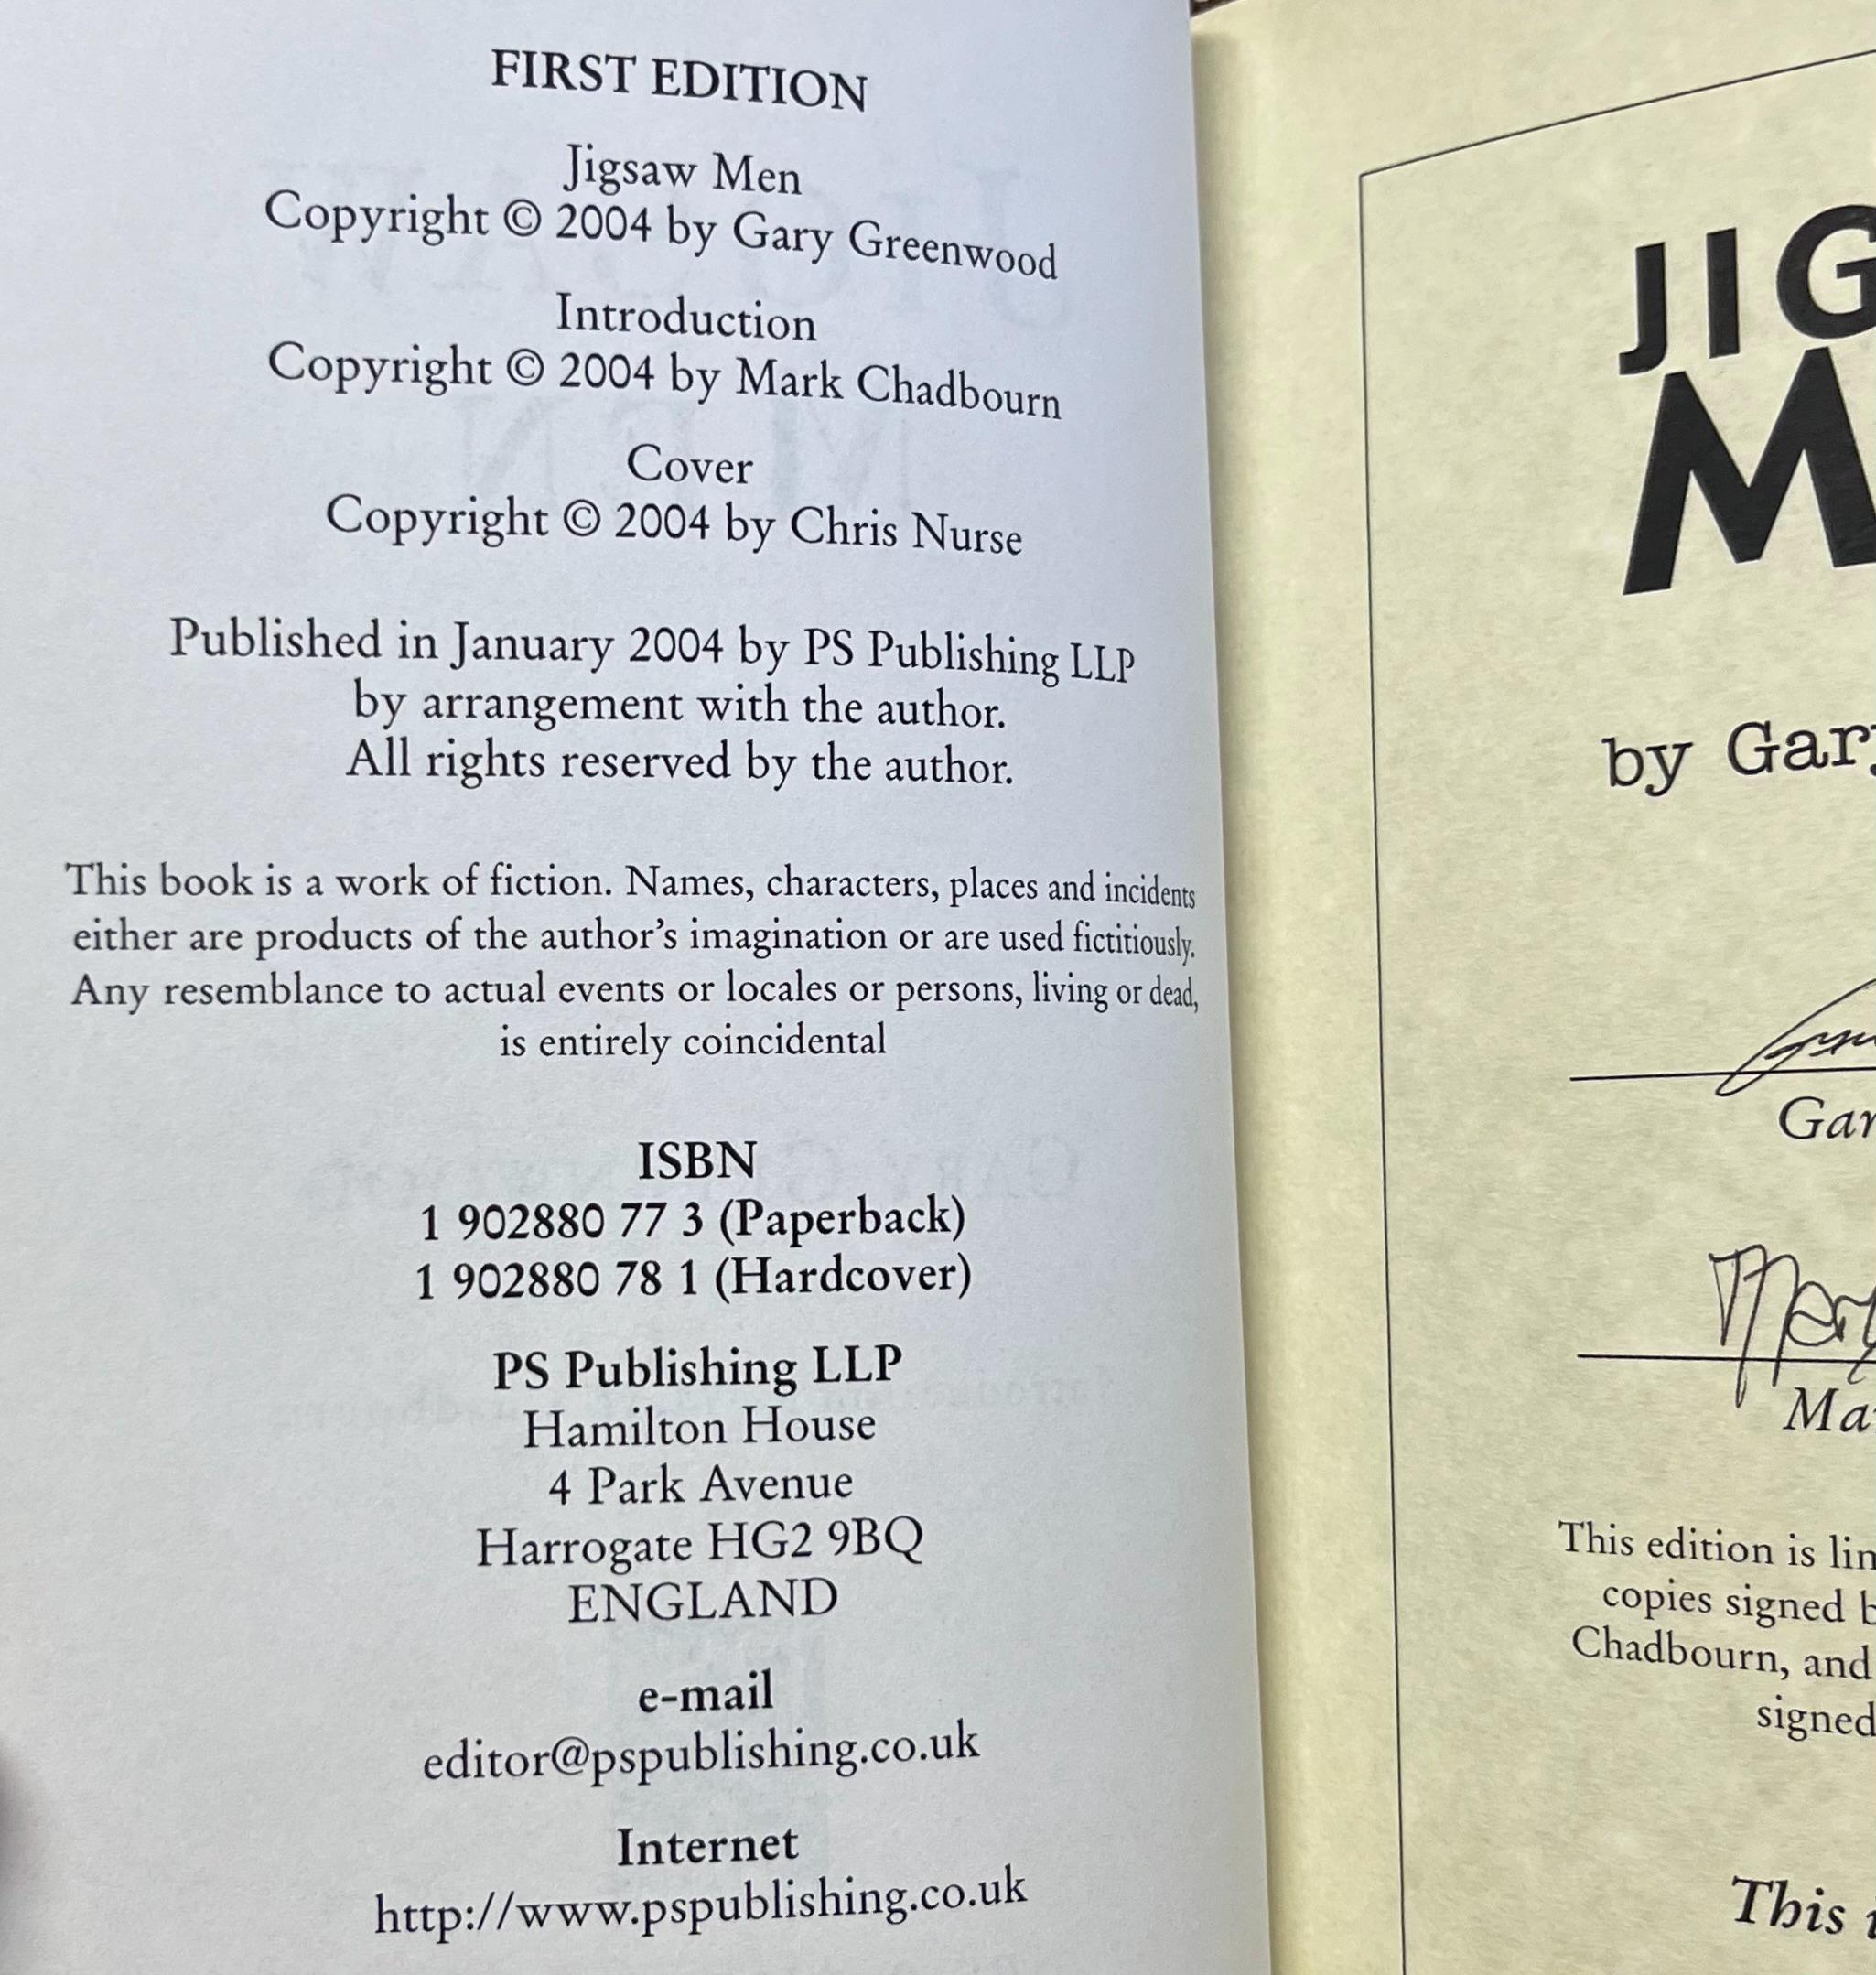 FIRST EDITION
Jigsaw Men
Copyright © 2004 by Gary Greenwood
Introduction
Copyright © 2004 by Mark Chadbourn
Cover
Copyright © 2004 by Chris Nurse
Published in January 2004 by PS Publishing LLP
by arrangement with the author.
All rights reserved by the author.
This book is a work of fiction. Names, characters, places and incidents
either are products of the author's imagination or are used fictitiously.
Any resemblance to actual events or locales or persons, living or dead,
is entirely coincidental
ISBN
1 902880 77 3 (Paperback)
1 902880 78 1 (Hardcover)
PS Publishing LLP
Hamilton House
4 Park Avenue
Harrogate HG2 9BQ
ENGLAND
e-mail
editor@pspublishing.co.uk
Internet
http://www.pspublishing.co.uk
JIG
M
by Gary
Gar
Ma
This edition is lim
copies signed b
Chadbourn, and
signed
This